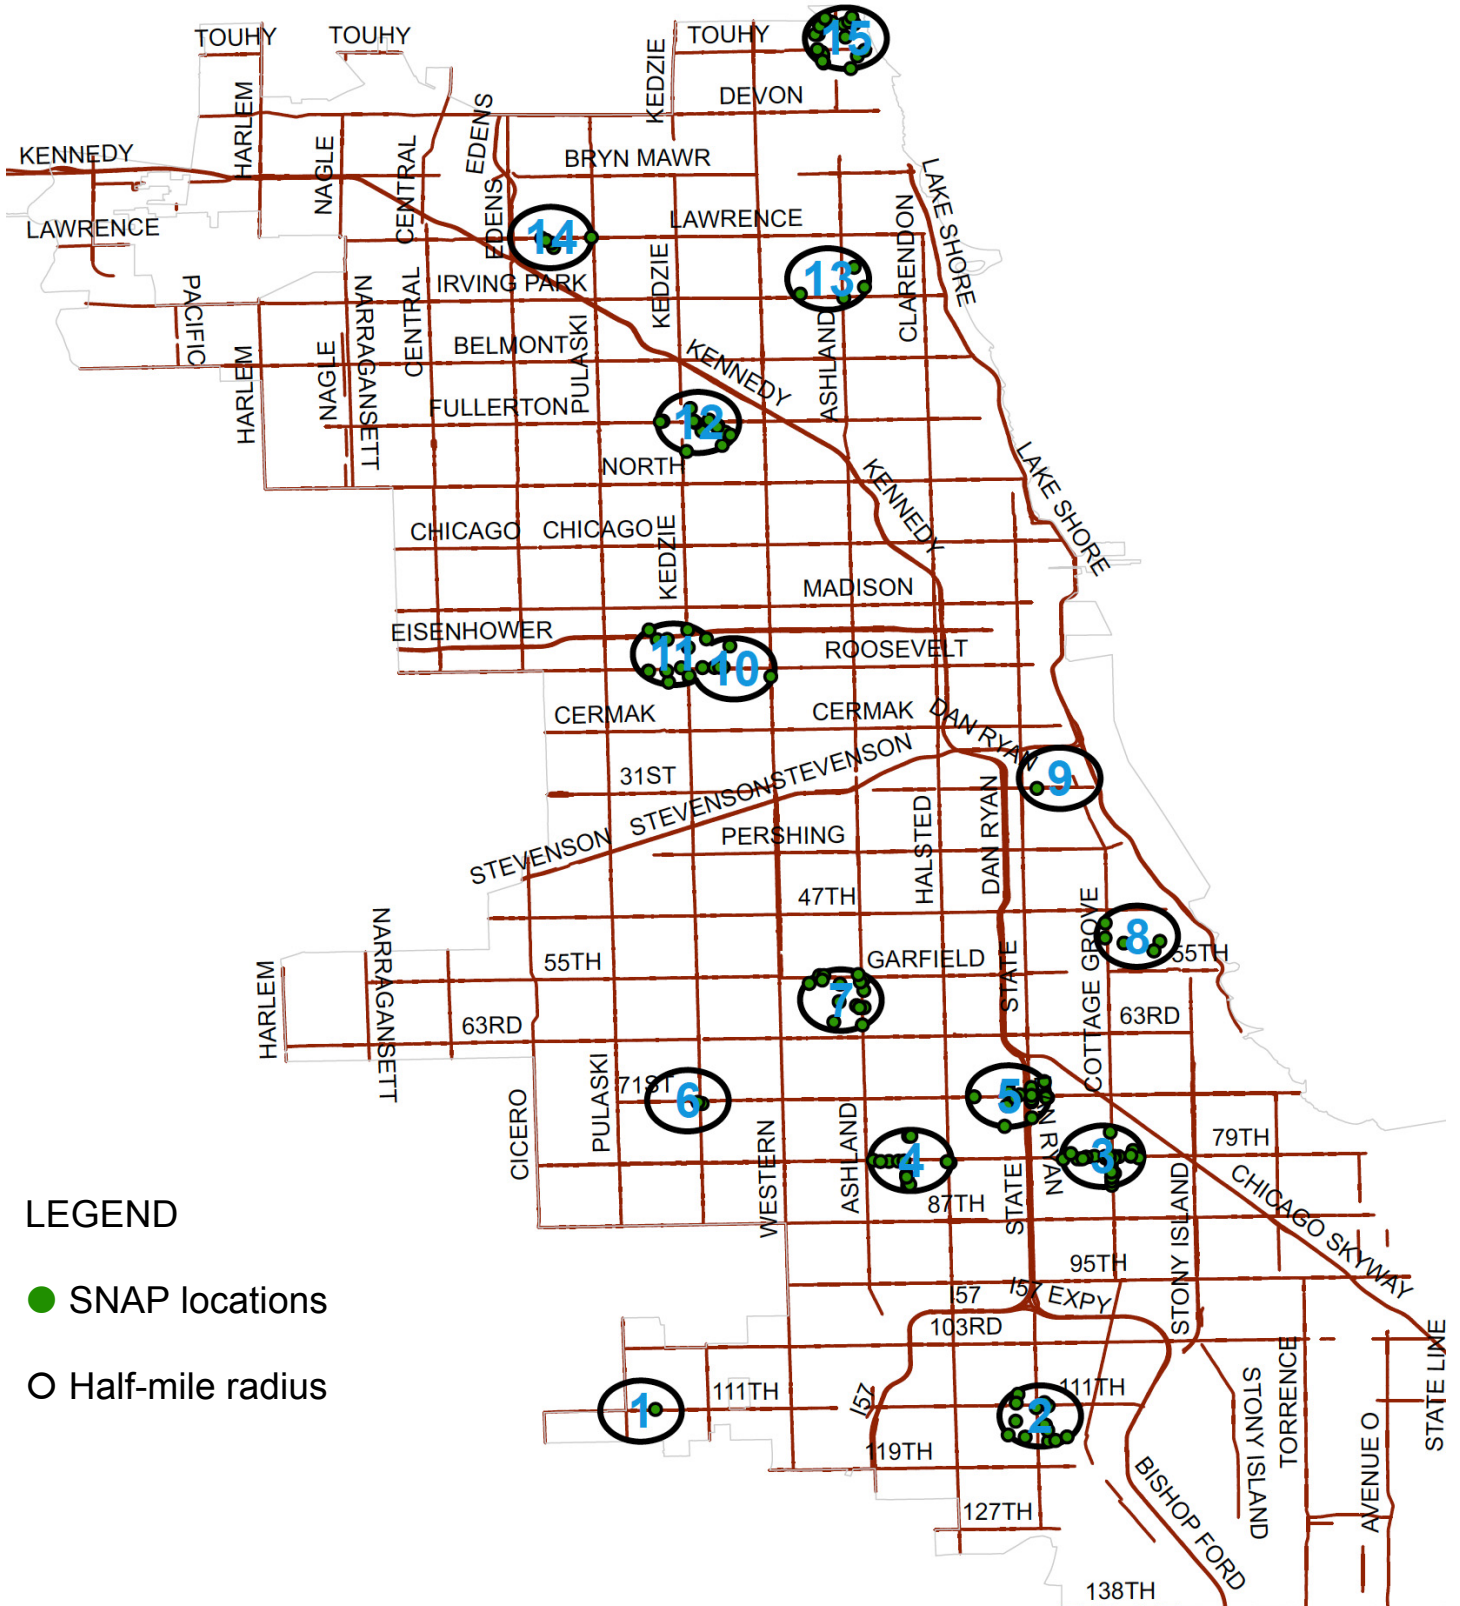 TOUHY
TOUHY
TOUHY
15
KEDZIE
DEVON
HARLEM
EDENS
KENNEDY
NAGLE
CENTRAL
BRYN MAWR
LAKE SHORE
EDENS
LAWRENCE
LAWRENCE
14
CLARENDON
KEDZIE
13
PACIFIC
NARRAGANSETT
CENTRAL
IRVING PARK
PULASKI
BELMONT
KENNEDY
ASHLAND
HARLEM
NAGLE
FULLERTON
12
NORTH
KENNEDY
LAKE SHORE
CHICAGO
CHICAGO
KEDZIE
MADISON
EISENHOWER
11
10
ROOSEVELT
CERMAK
CERMAK
DAN RYAN
31ST
STEVENSON
STEVENSON
STEVENSON
9
PERSHING
HALSTED
DAN RYAN
47TH
NARRAGANSETT
COTTAGE GROVE
8
55TH
55TH
GARFIELD
STATE
HARLEM
7
63RD
63RD
71ST
6
5
CICERO
PULASKI
WESTERN
ASHLAND
4
DAN RYAN
3
79TH
STATE
STONY ISLAND
CHICAGO SKYWAY
87TH
95TH
I57
I57 EXPY
103RD
1
111TH
I57
2
111TH
STONY ISLAND
TORRENCE
AVENUE O
STATE LINE
119TH
127TH
BISHOP FORD
138TH
LEGEND
SNAP locations
Half-mile radius